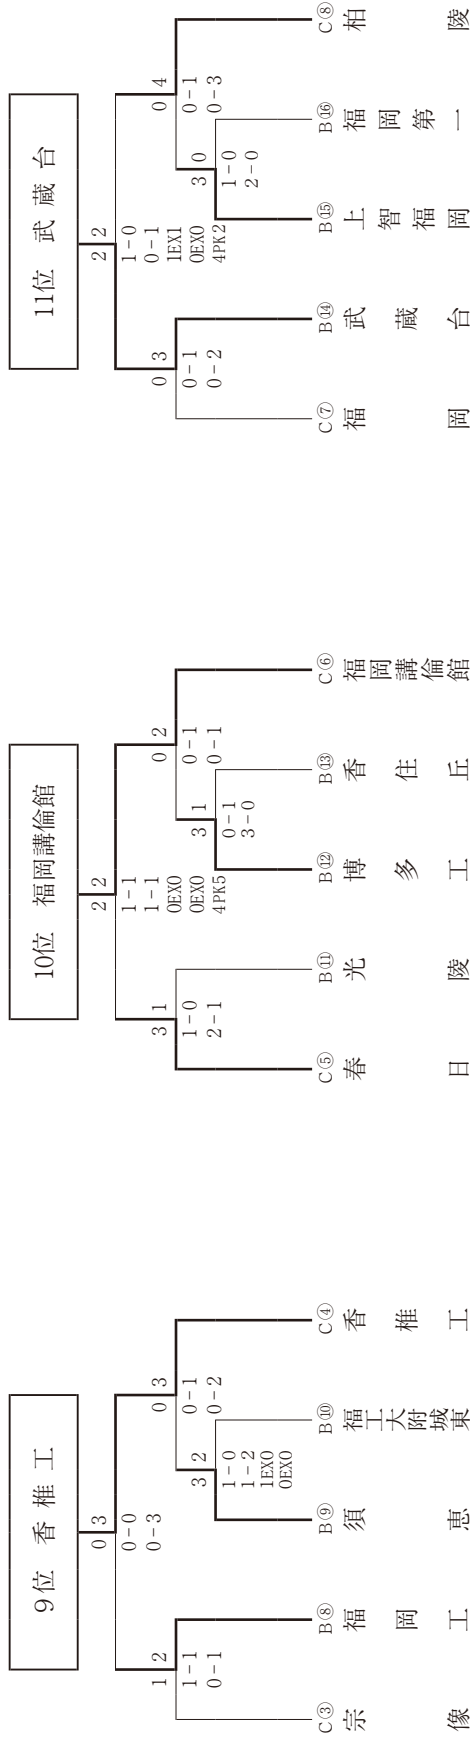 9位 香椎工
0 3
0-0
0-3
1 2
1-1
0-1
0 3
0-1
0-2
3 2
1-0
1-2
1EX0
0EX0
C③ 宗像
B⑧ 福岡工
B⑨ 須恵
B⑩ 福工大附城東
C④ 香椎工
10位 福岡講倫館
2 2
1-1
1-1
0EX0
0EX0
4PK5
3 1
1-0
2-1
0 2
0-1
0-1
3 1
0-1
3-0
C⑤ 春日
B⑪ 光陵
B⑫ 博多工
B⑬ 香住丘
C⑥ 福岡講倫館
11位 武蔵台
2 2
1-0
0-1
1EX1
0EX0
4PK2
0 3
0-1
0-2
0 4
0-1
0-3
3 0
1-0
2-0
C⑦ 福岡
B⑭ 武蔵台
B⑮ 上智福岡
B⑯ 福岡第一
C⑧ 柏陵